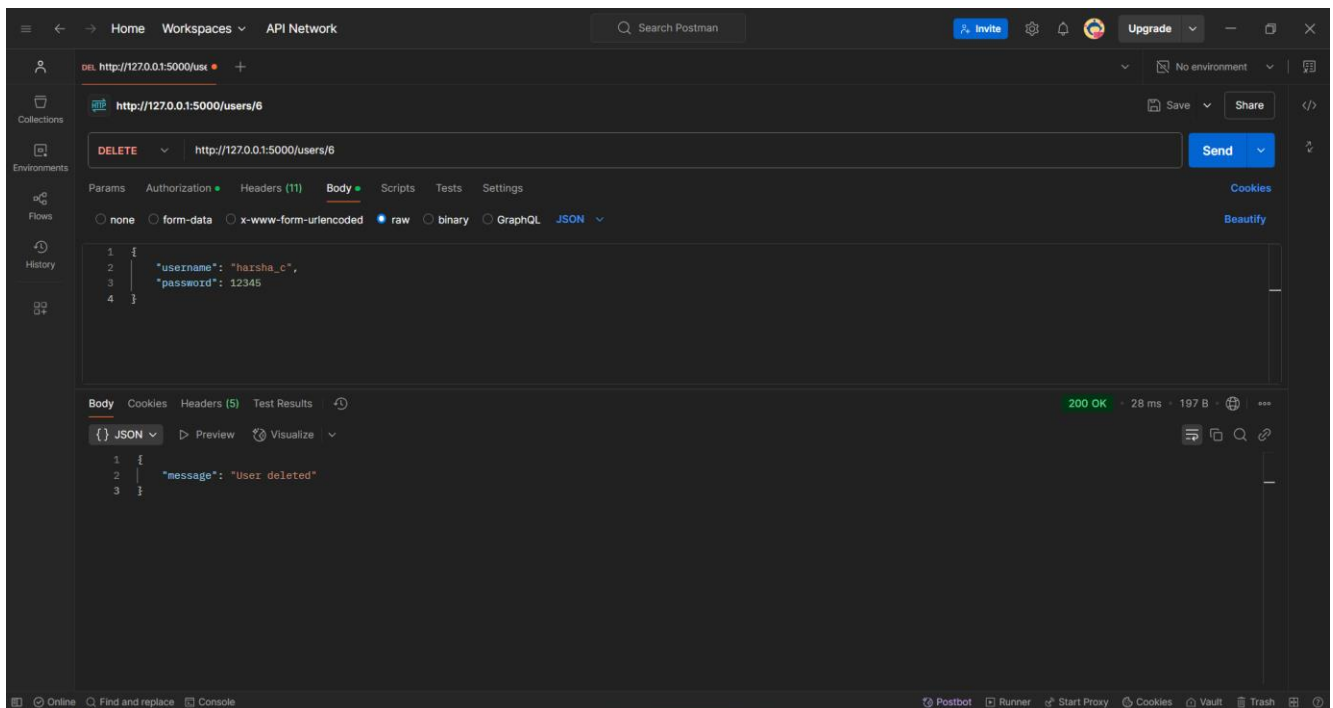 Home Workspaces API Network Search Postman Invite Upgrade
DEL http://127.0.0.1:5000/use No environment
HTTP http://127.0.0.1:5000/users/6 Save Share
Collections
DELETE http://127.0.0.1:5000/users/6 Send
Environments
Params Authorization Headers (11) Body Scripts Tests Settings Cookies
Flows
none form-data x-www-form-urlencoded raw binary GraphQL JSON Beautify
History
1 {
2 "username": "harsha_c",
3 "password": 12345
4 }
Body Cookies Headers (5) Test Results 200 OK 28 ms 197 B
{} JSON Preview Visualize
1 {
2 "message": "User deleted"
3 }
Online Find and replace Console Postbot Runner Start Proxy Cookies Vault Trash